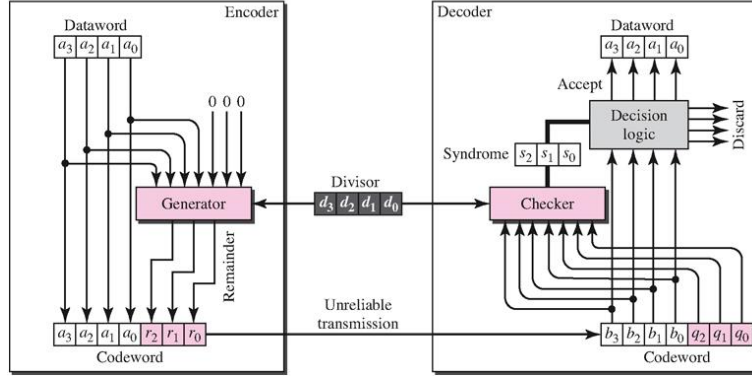 Encoder
Dataword
a₃ a₂ a₁ a₀
0 0 0
Generator
Remainder
a₃ a₂ a₁ a₀ r₂ r₁ r₀
Codeword
Divisor
d₃ d₂ d₁ d₀
Unreliable
transmission
Decoder
Dataword
a₃ a₂ a₁ a₀
Accept
Decision
logic
Discard
Syndrome
s₂ s₁ s₀
Checker
b₃ b₂ b₁ b₀ q₂ q₁ q₀
Codeword